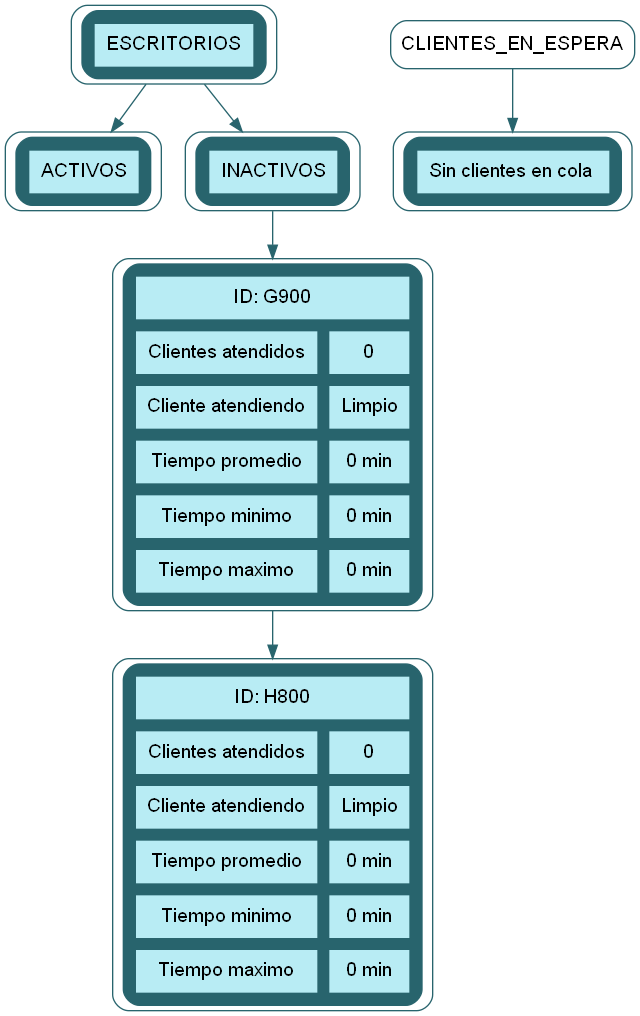 ESCRITORIOS
CLIENTES_EN_ESPERA
ACTIVOS
INACTIVOS
Sin clientes en cola
ID: G900
Clientes atendidos 0
Cliente atendiendo Limpio
Tiempo promedio 0 min
Tiempo minimo 0 min
Tiempo maximo 0 min
ID: H800
Clientes atendidos 0
Cliente atendiendo Limpio
Tiempo promedio 0 min
Tiempo minimo 0 min
Tiempo maximo 0 min